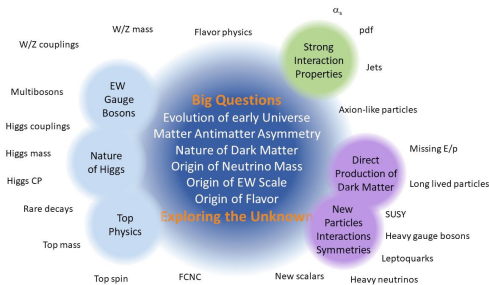 αs
W/Z mass
Flavor physics
pdf
W/Z couplings
Strong
Interaction
Properties
Jets
Multibosons
EW
Gauge
Bosons
Big Questions
Evolution of early Universe
Matter Antimatter Asymmetry
Nature of Dark Matter
Origin of Neutrino Mass
Origin of EW Scale
Origin of Flavor
Exploring the Unknown
Axion-like particles
Higgs couplings
Higgs mass
Higgs CP
Nature
of Higgs
Direct
Production of
Dark Matter
Missing E/p
Long lived particles
Rare decays
Top
Physics
New
Particles
Interactions
Symmetries
SUSY
Heavy gauge bosons
Leptoquarks
Top mass
Top spin
FCNC
New scalars
Heavy neutrinos